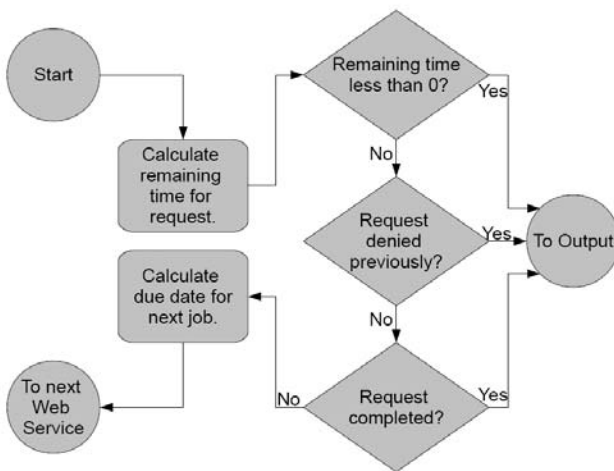 Start
Calculate
remaining
time for
request.
Remaining time
less than 0?
Yes
No
Request
denied
previously?
Yes
To Output
No
Request
completed?
Yes
No
Calculate
due date for
next job.
To next
Web
Service